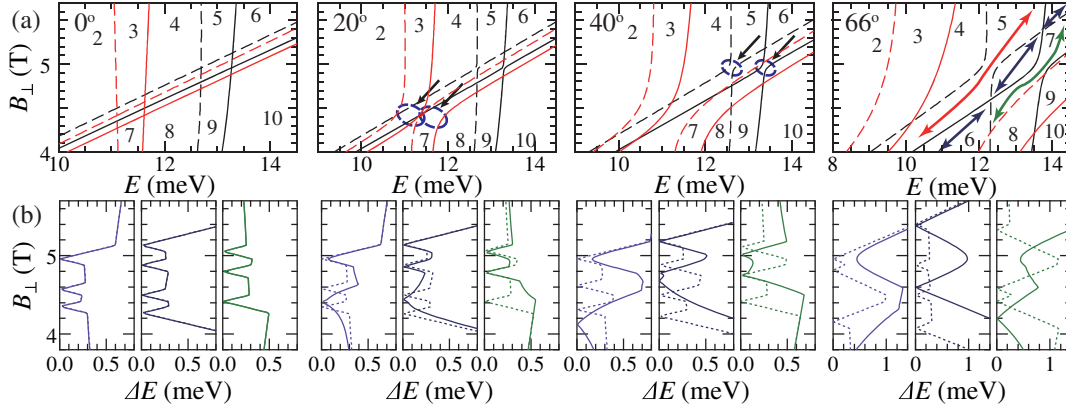 (a)
0° 2 3 4 5 6 7 8 9 10
20° 2 3 4 5 6 7 8 9 10
40° 2 3 4 5 6 7 8 9 10
66° 2 3 4 5 7 6 7 8 9 10
B⊥ (T)
4 5
10 12 14
10 12 14
10 12 14
8 10 12 14
E (meV)
E (meV)
E (meV)
E (meV)
(b)
B⊥ (T)
5
4
0.0 0.5 0.0 0.5 0.0 0.5
0.0 0.5 0.0 0.5 0.0 0.5
0.0 0.5 0.0 0.5 0.0 0.5
0 1 0 1 0 1
ΔE (meV)
ΔE (meV)
ΔE (meV)
ΔE (meV)